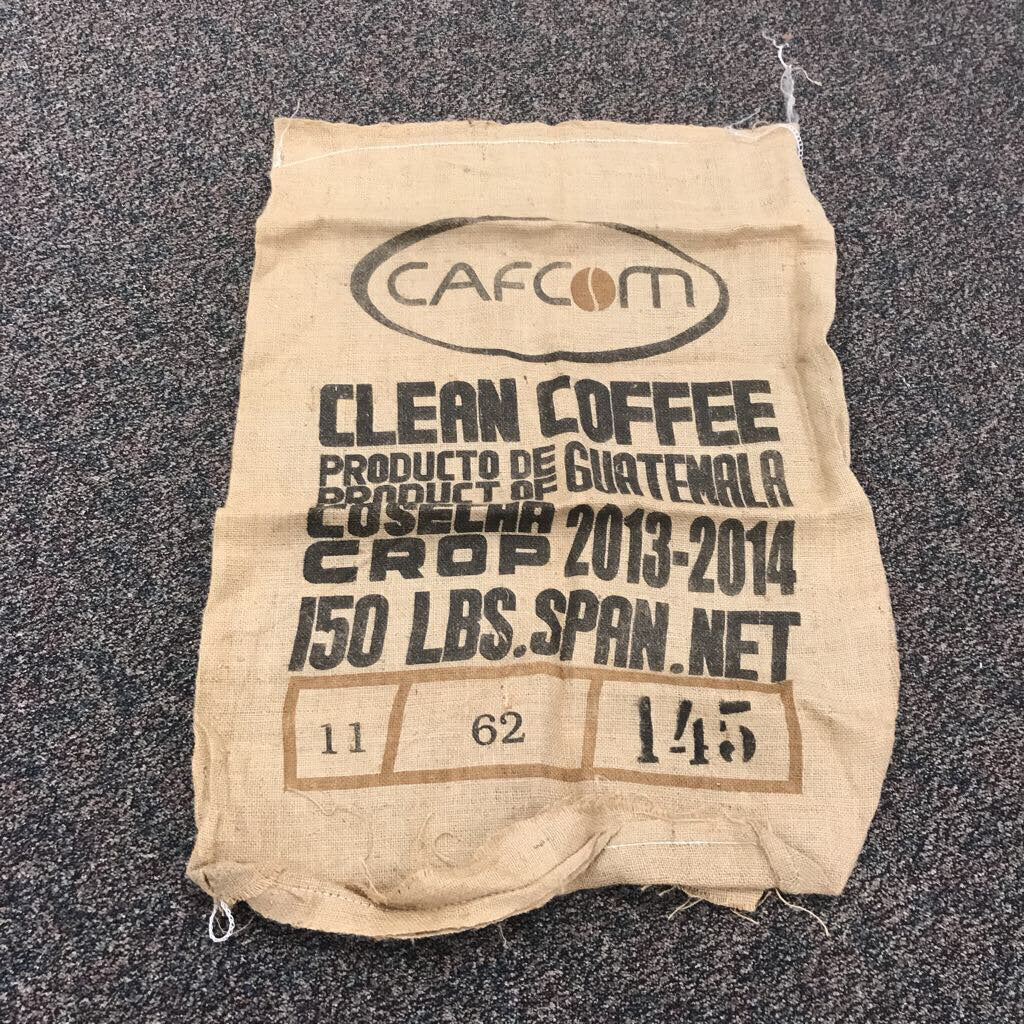 CAFCOM
CLEAN COFFEE
PRODUCTO DE GUATEMALA
PRODUCT OF
COSECHA
CROP 2013-2014
150 LBS.SPAN.NET
11 62 145